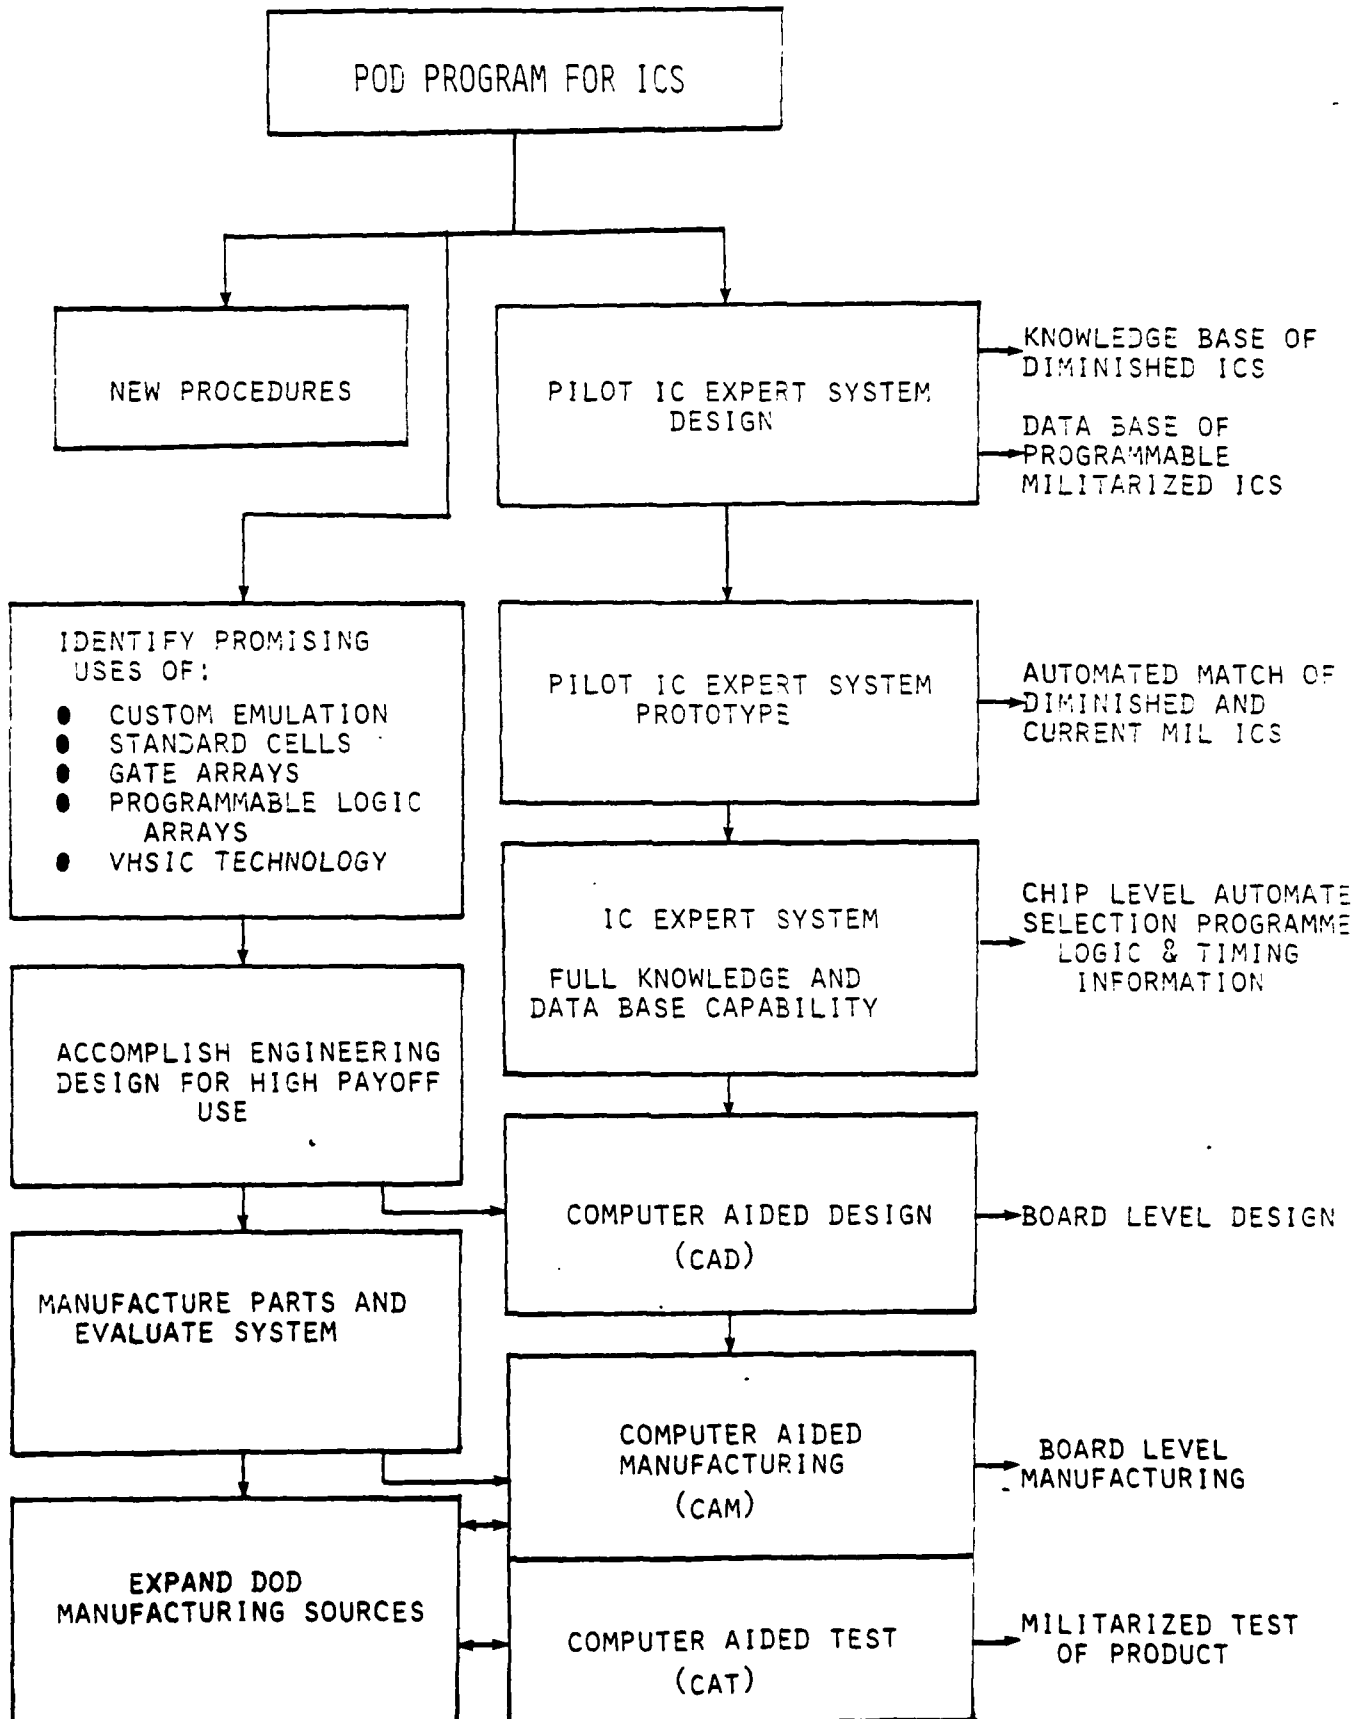 POD PROGRAM FOR ICS
NEW PROCEDURES
PILOT IC EXPERT SYSTEM
DESIGN
KNOWLEDGE BASE OF
DIMINISHED ICS
DATA BASE OF
PROGRAMMABLE
MILITARIZED ICS
IDENTIFY PROMISING
USES OF:
● CUSTOM EMULATION
● STANDARD CELLS
● GATE ARRAYS
● PROGRAMMABLE LOGIC
ARRAYS
● VHSIC TECHNOLOGY
PILOT IC EXPERT SYSTEM
PROTOTYPE
AUTOMATED MATCH OF
DIMINISHED AND
CURRENT MIL ICS
IC EXPERT SYSTEM
FULL KNOWLEDGE AND
DATA BASE CAPABILITY
CHIP LEVEL AUTOMATE
SELECTION PROGRAMME
LOGIC & TIMING
INFORMATION
ACCOMPLISH ENGINEERING
DESIGN FOR HIGH PAYOFF
USE
COMPUTER AIDED DESIGN
(CAD)
BOARD LEVEL DESIGN
MANUFACTURE PARTS AND
EVALUATE SYSTEM
COMPUTER AIDED
MANUFACTURING
(CAM)
BOARD LEVEL
MANUFACTURING
EXPAND DOD
MANUFACTURING SOURCES
COMPUTER AIDED TEST
(CAT)
MILITARIZED TEST
OF PRODUCT